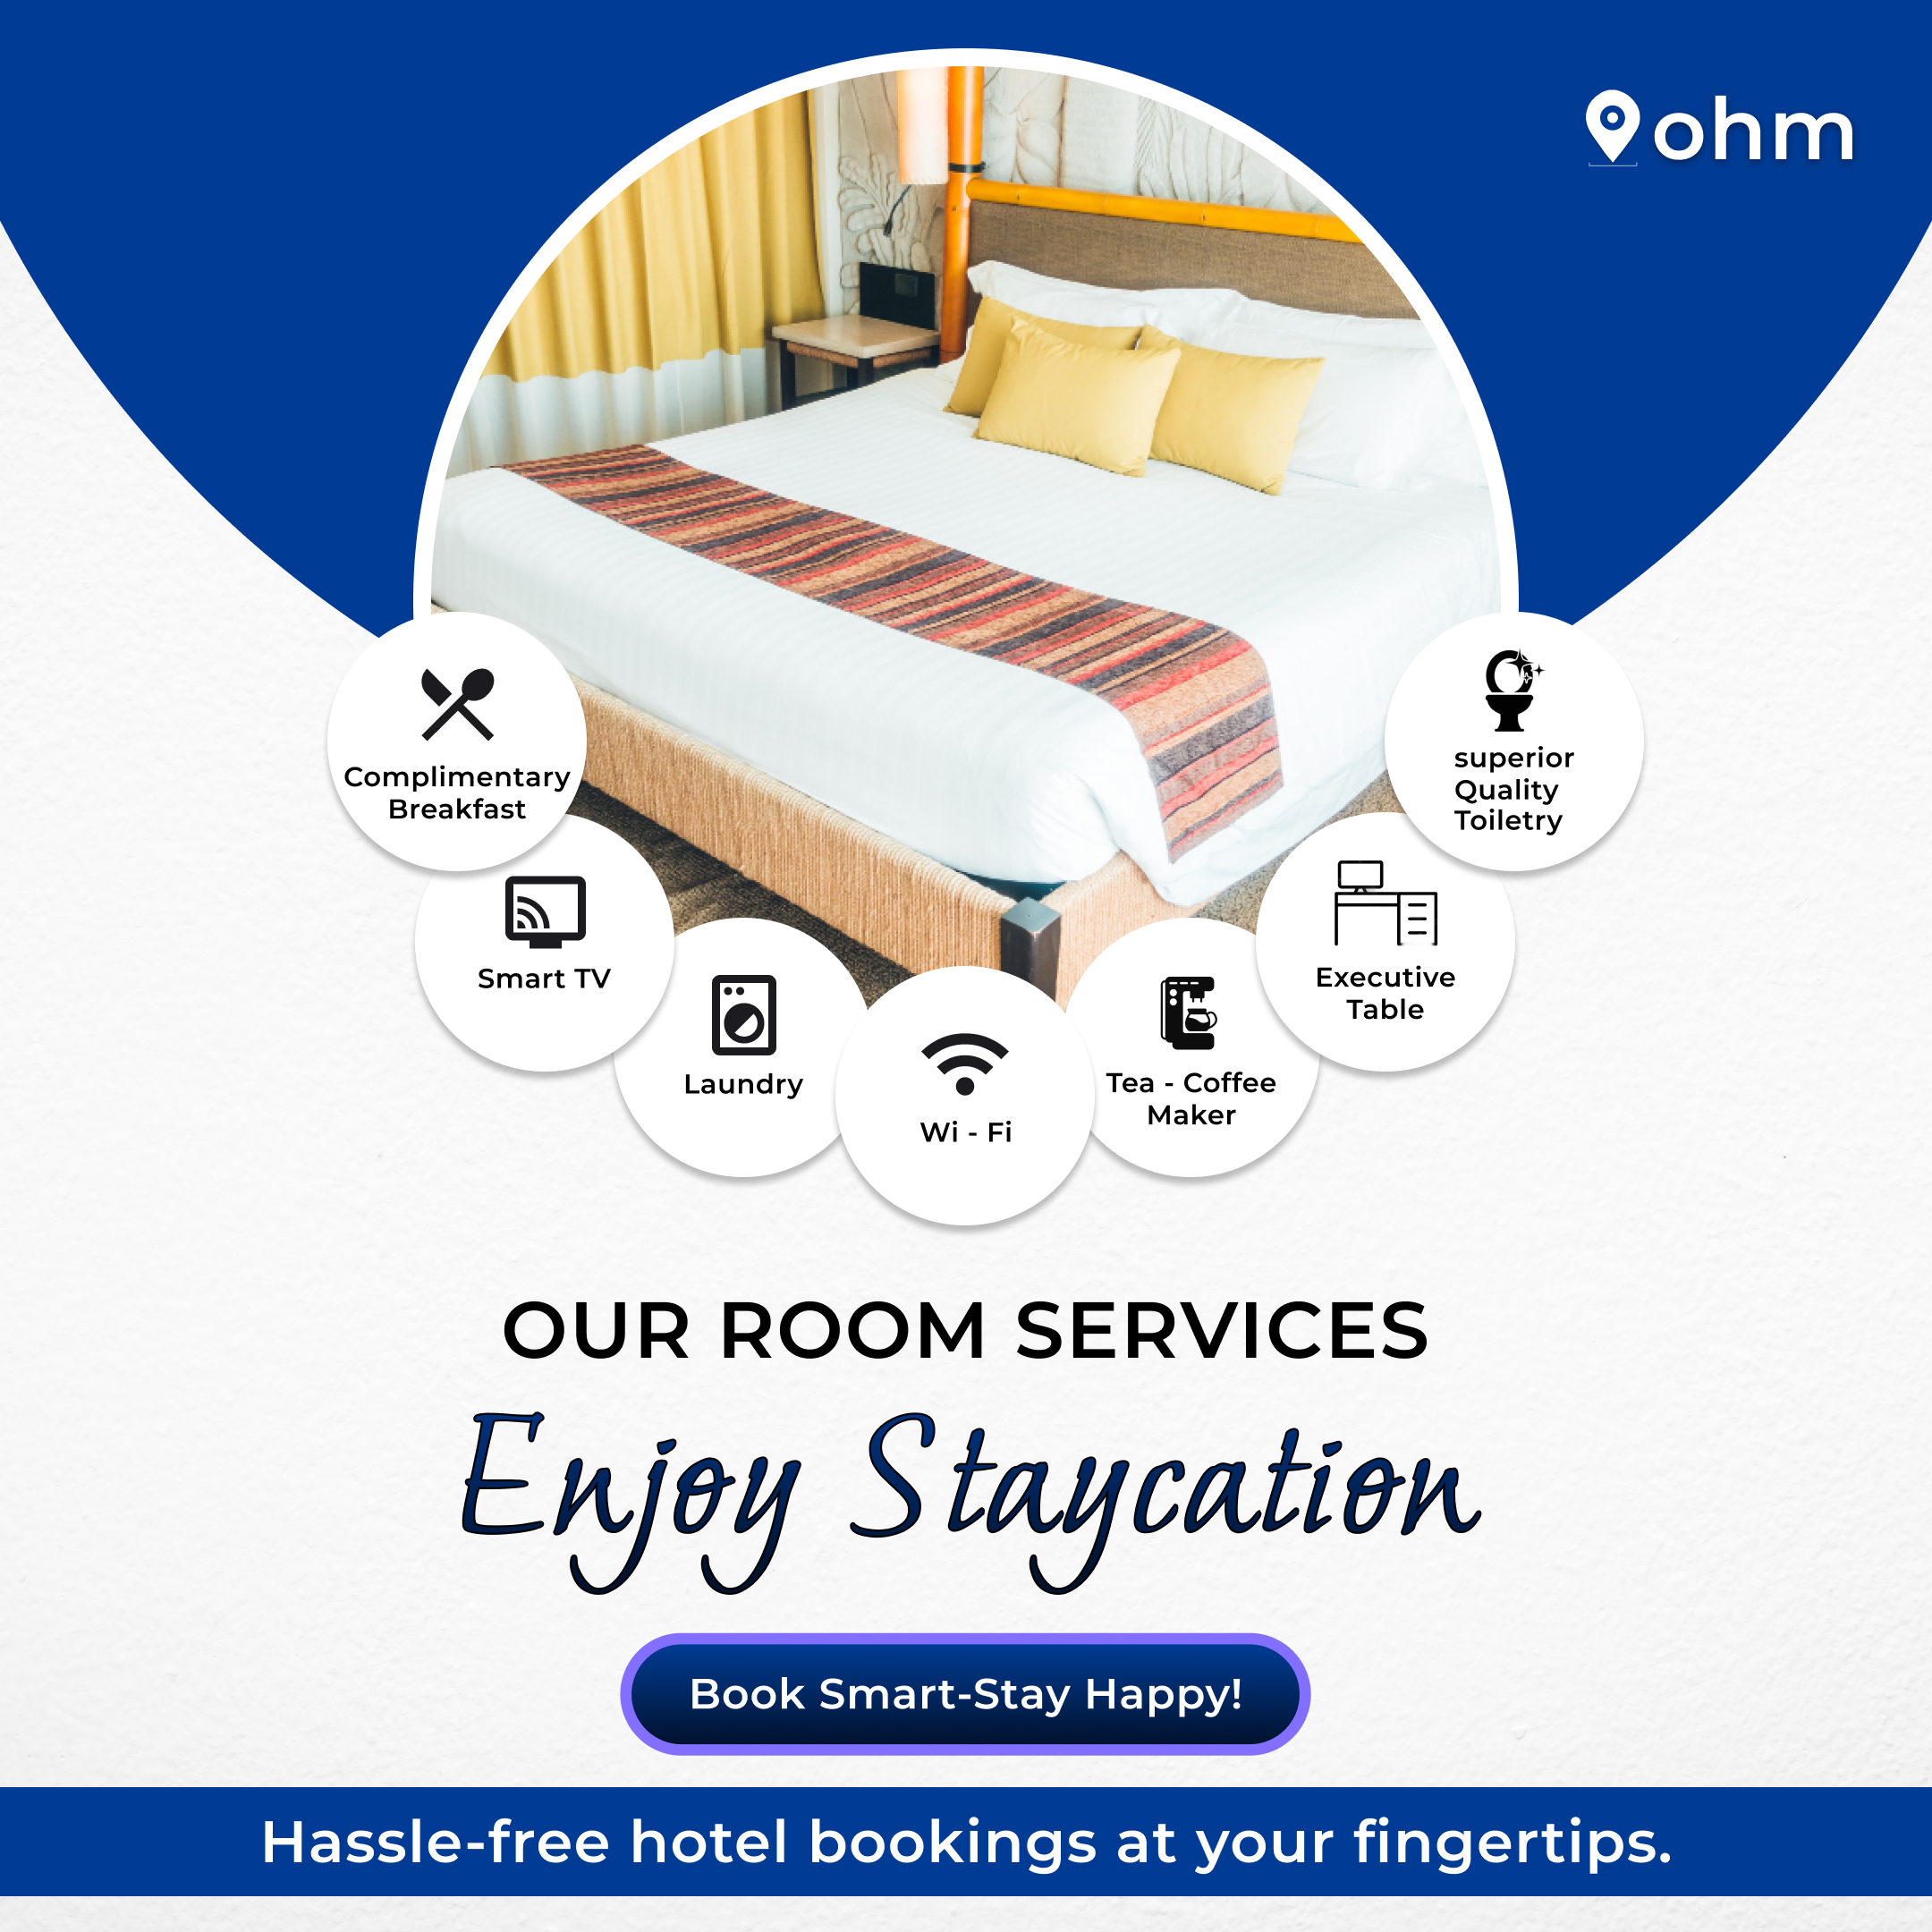 ohm
Complimentary
Breakfast
Smart TV
Laundry
Wi - Fi
Tea - Coffee
Maker
Executive
Table
superior
Quality
Toiletry
OUR ROOM SERVICES
Enjoy Staycation
Book Smart-Stay Happy!
Hassle-free hotel bookings at your fingertips.